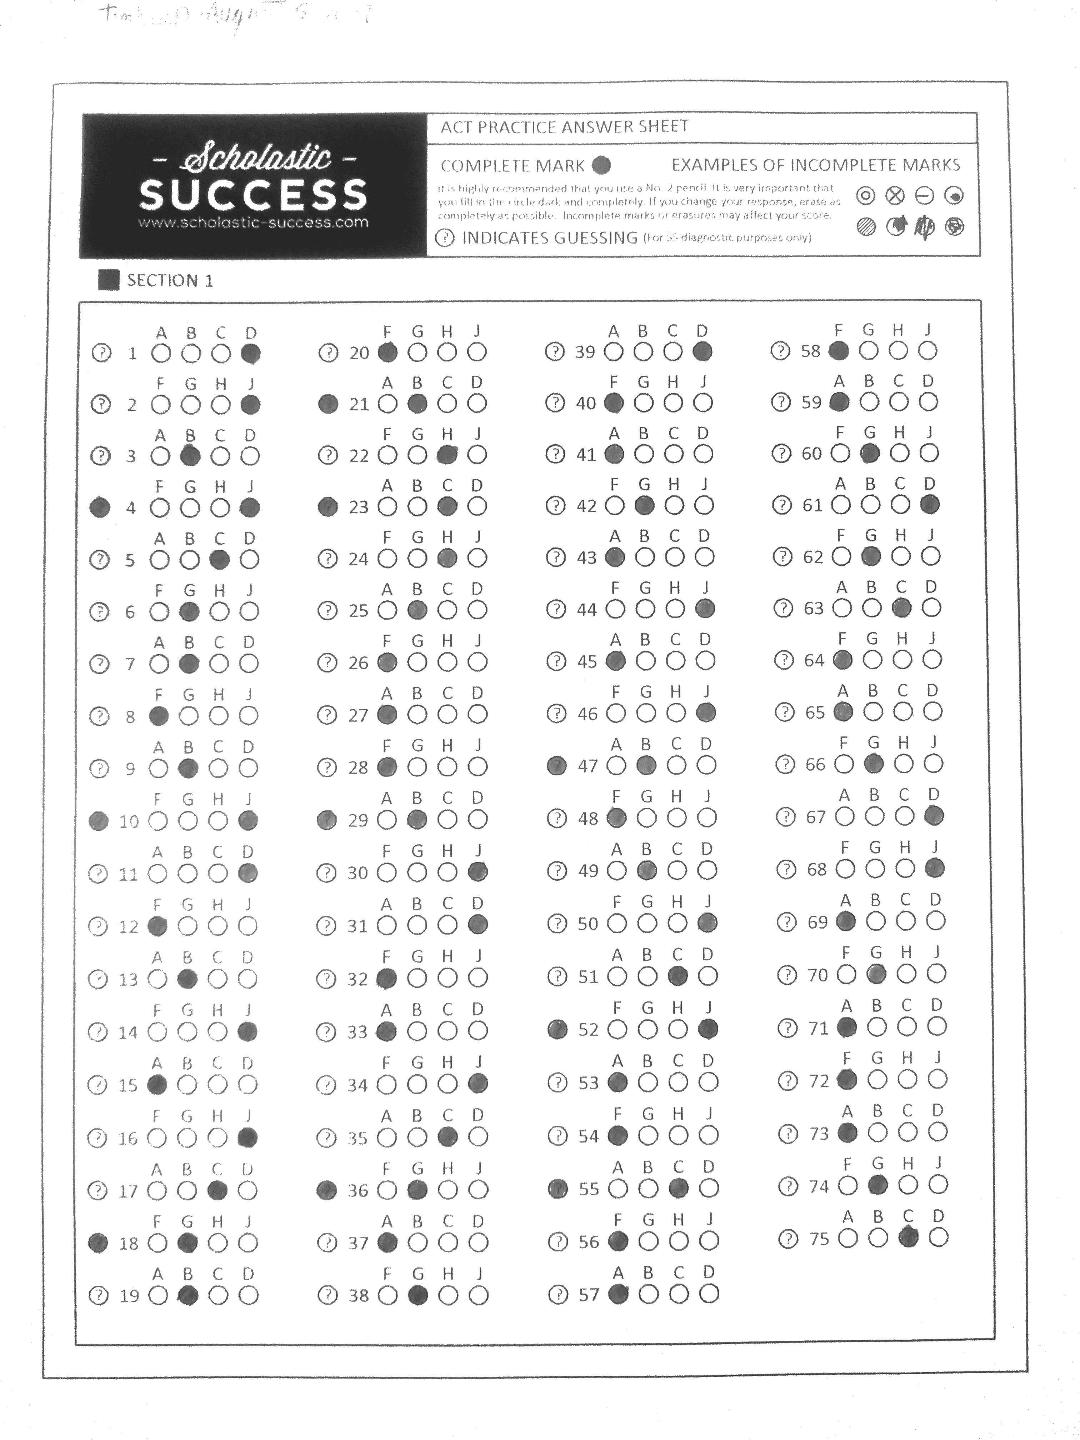 August
- Scholastic -
SUCCESS
www.scholastic-success.com
ACT PRACTICE ANSWER SHEET
COMPLETE MARK
EXAMPLES OF INCOMPLETE MARKS
It is highly recommended that you use a No. 2 pencil. It is very important that
you fill in the circle dark and completely. If you change your response, erase as
completely as possible. Incomplete marks or erasures may affect your score.
? INDICATES GUESSING (For SS diagnostic purposes only)
SECTION 1
A B C D
? 1
F G H J
? 2
A B C D
? 3
F G H J
4
A B C D
? 5
F G H J
? 6
A B C D
? 7
F G H J
? 8
A B C D
? 9
F G H J
10
A B C D
? 11
F G H J
? 12
A B C D
? 13
F G H J
? 14
A B C D
? 15
F G H J
? 16
A B C D
? 17
F G H J
18
A B C D
? 19
F G H J
? 20
A B C D
21
F G H J
? 22
A B C D
23
F G H J
? 24
A B C D
? 25
F G H J
? 26
A B C D
? 27
F G H J
? 28
A B C D
29
F G H J
? 30
A B C D
? 31
F G H J
? 32
A B C D
? 33
F G H J
? 34
A B C D
? 35
F G H J
36
A B C D
? 37
F G H J
? 38
A B C D
? 39
F G H J
? 40
A B C D
? 41
F G H J
? 42
A B C D
? 43
F G H J
? 44
A B C D
? 45
F G H J
? 46
A B C D
47
F G H J
? 48
A B C D
? 49
F G H J
? 50
A B C D
? 51
F G H J
52
A B C D
? 53
F G H J
? 54
A B C D
55
F G H J
? 56
A B C D
? 57
F G H J
? 58
A B C D
? 59
F G H J
? 60
A B C D
? 61
F G H J
? 62
A B C D
? 63
F G H J
? 64
A B C D
? 65
F G H J
? 66
A B C D
? 67
F G H J
? 68
A B C D
? 69
F G H J
? 70
A B C D
? 71
F G H J
? 72
A B C D
? 73
F G H J
? 74
A B C D
? 75